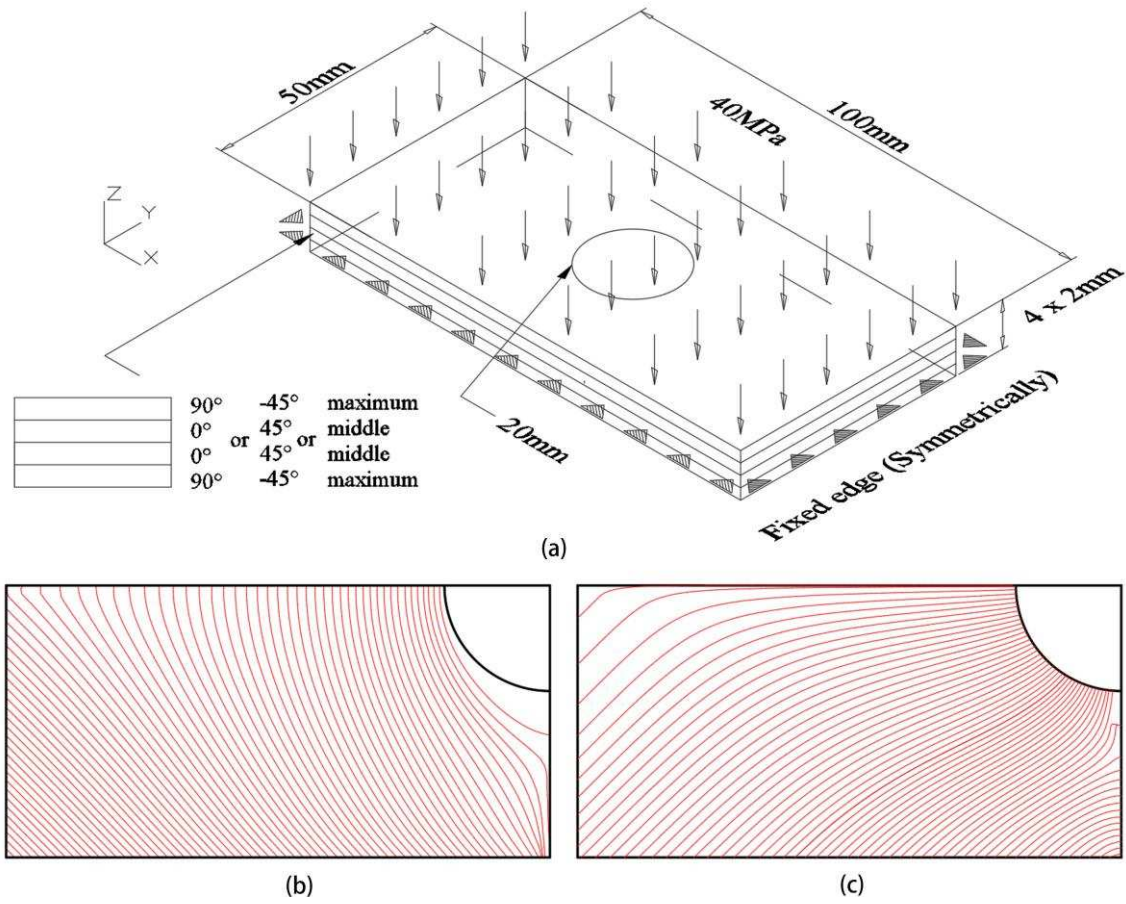 50mm
100mm
40MPa
Z
Y
X
4 x 2mm
20mm
Fixed edge (Symmetrically)
90° -45° maximum
0° or 45° or middle
0° 45° middle
90° -45° maximum
(a)
(b)
(c)